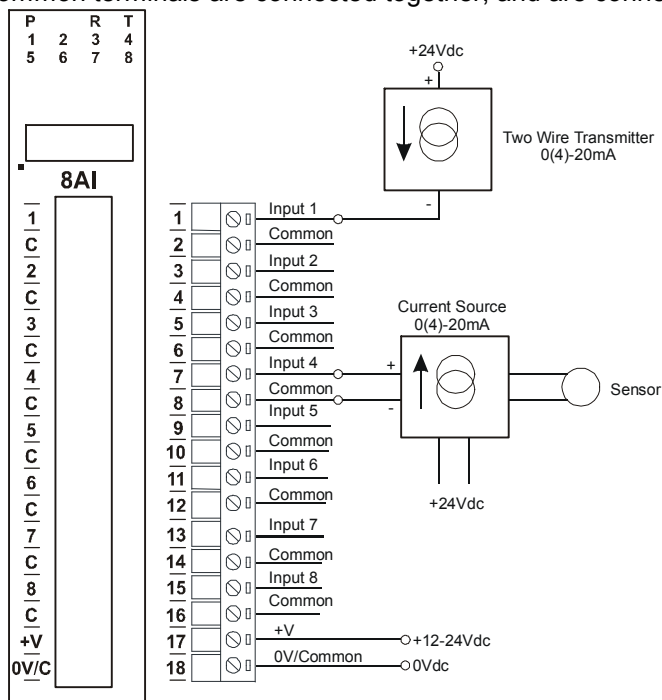 ommon terminals are connected together, and are conne
P R T
1 2 3 4
5 6 7 8
8AI
1
C
2
C
3
C
4
C
5
C
6
C
7
C
8
C
+V
0V/C
1 Input 1
2 Common
3 Input 2
4 Common
5 Input 3
6 Common
7 Input 4
8 Common
9 Input 5
10 Common
11 Input 6
12 Common
13 Input 7
14 Common
15 Input 8
16 Common
17 +V +12-24Vdc
18 0V/Common 0Vdc
+24Vdc
+
Two Wire Transmitter
0(4)-20mA
-
Current Source
0(4)-20mA
+
-
Sensor
+24Vdc